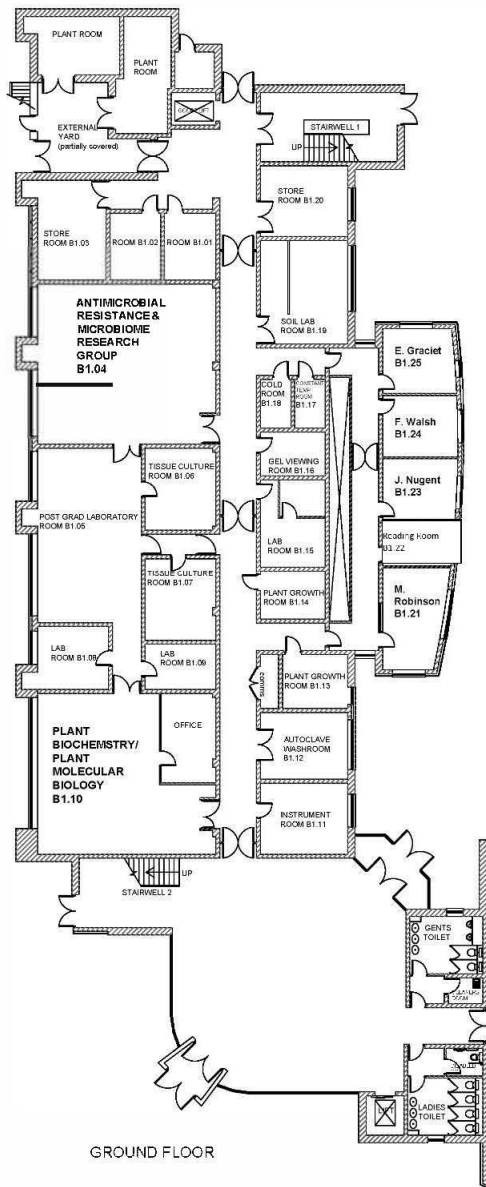 PLANT ROOM
PLANT
ROOM
EXTERNAL
YARD
(partially covered)
STAIRWELL 1
UP
STORE
ROOM B1.03
ROOM B1.02
ROOM B1.01
STORE
ROOM B1.20
SOIL LAB
ROOM B1.19
ANTIMICROBIAL
RESISTANCE &
MICROBIOME
RESEARCH
GROUP
B1.04
E. Graciet
B1.25
COLD
ROOM
B1.18
CONSTANT
TEMP
ROOM
B1.17
F. Walsh
B1.24
GEL VIEWING
ROOM B1.16
TISSUE CULTURE
ROOM B1.06
J. Nugent
B1.23
POST GRAD LABORATORY
ROOM B1.05
Reading Room
B1.22
LAB
ROOM B1.15
TISSUE CULTURE
ROOM B1.07
PLANT GROWTH
ROOM B1.14
M.
Robinson
B1.21
LAB
ROOM B1.08
LAB
ROOM B1.09
PLANT GROWTH
ROOM B1.13
COMMS
OFFICE
PLANT
BIOCHEMSTRY/
PLANT
MOLECULAR
BIOLOGY
B1.10
AUTOCLAVE
WASHROOM
B1.12
INSTRUMENT
ROOM B1.11
UP
STAIRWELL 2
GENTS
TOILET
ROOM
LIFT
LADIES
TOILET
GROUND FLOOR